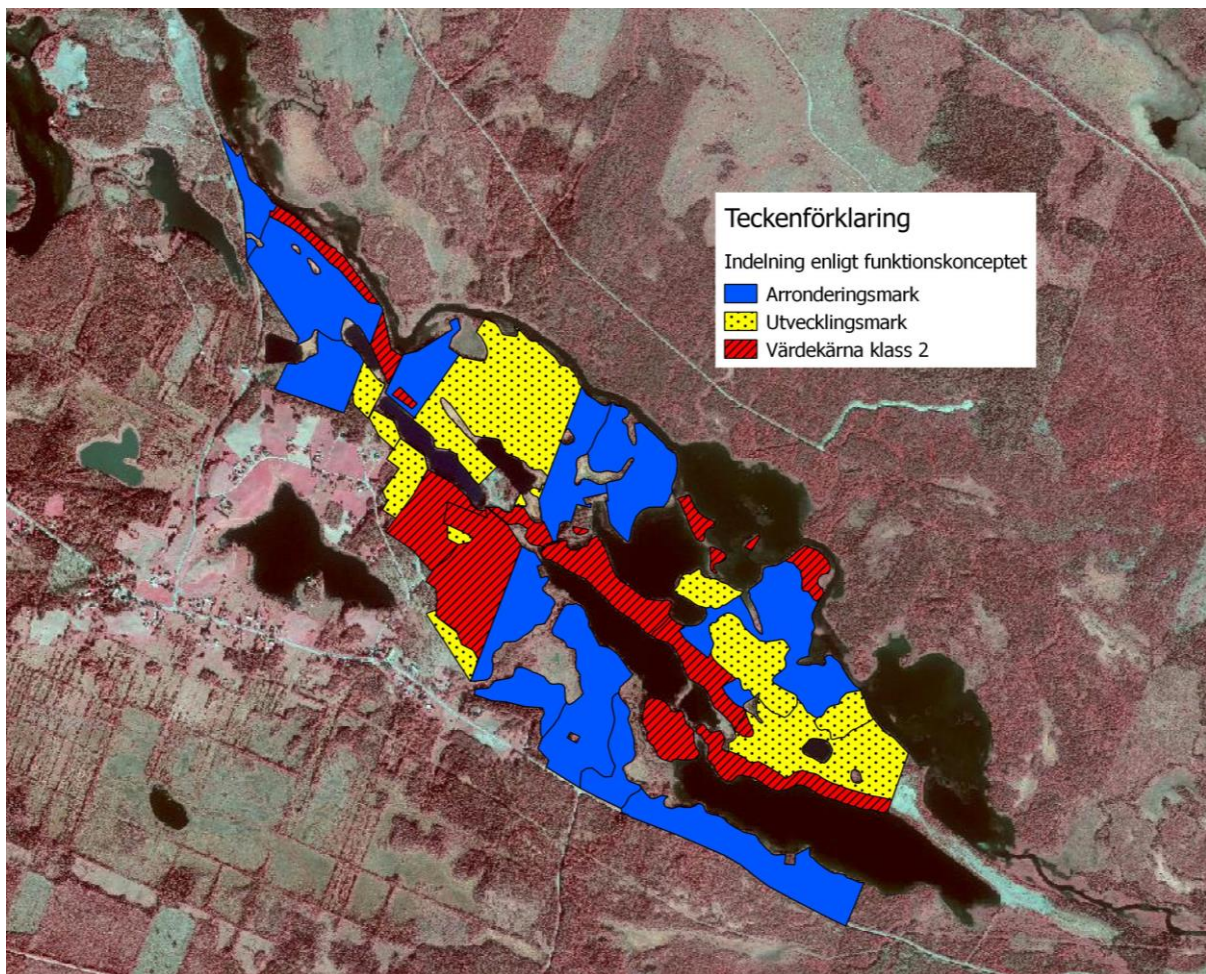 Teckenförklaring
Indelning enligt funktionskonceptet
Arronderingsmark
Utvecklingsmark
Värdekärna klass 2